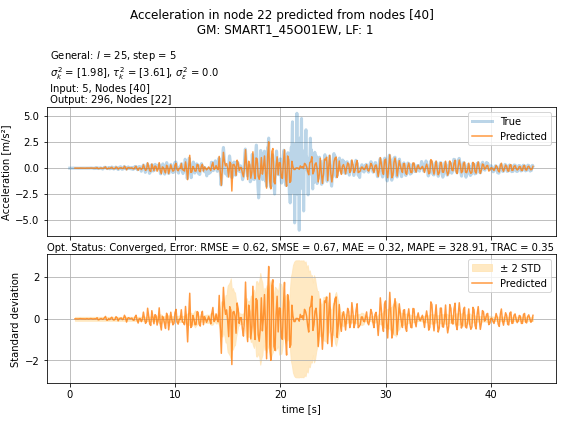 Acceleration in node 22 predicted from nodes [40]
GM: SMART1_45O01EW, LF: 1
General: l = 25, step = 5
σ²ₖ = [1.98], τ²ₖ = [3.61], σ²ε = 0.0
Input: 5, Nodes [40]
Output: 296, Nodes [22]
Acceleration [m/s²]
5.0
2.5
0.0
−2.5
−5.0
True
Predicted
Opt. Status: Converged, Error: RMSE = 0.62, SMSE = 0.67, MAE = 0.32, MAPE = 328.91, TRAC = 0.35
Standard deviation
2
0
−2
± 2 STD
Predicted
0
10
20
30
40
time [s]